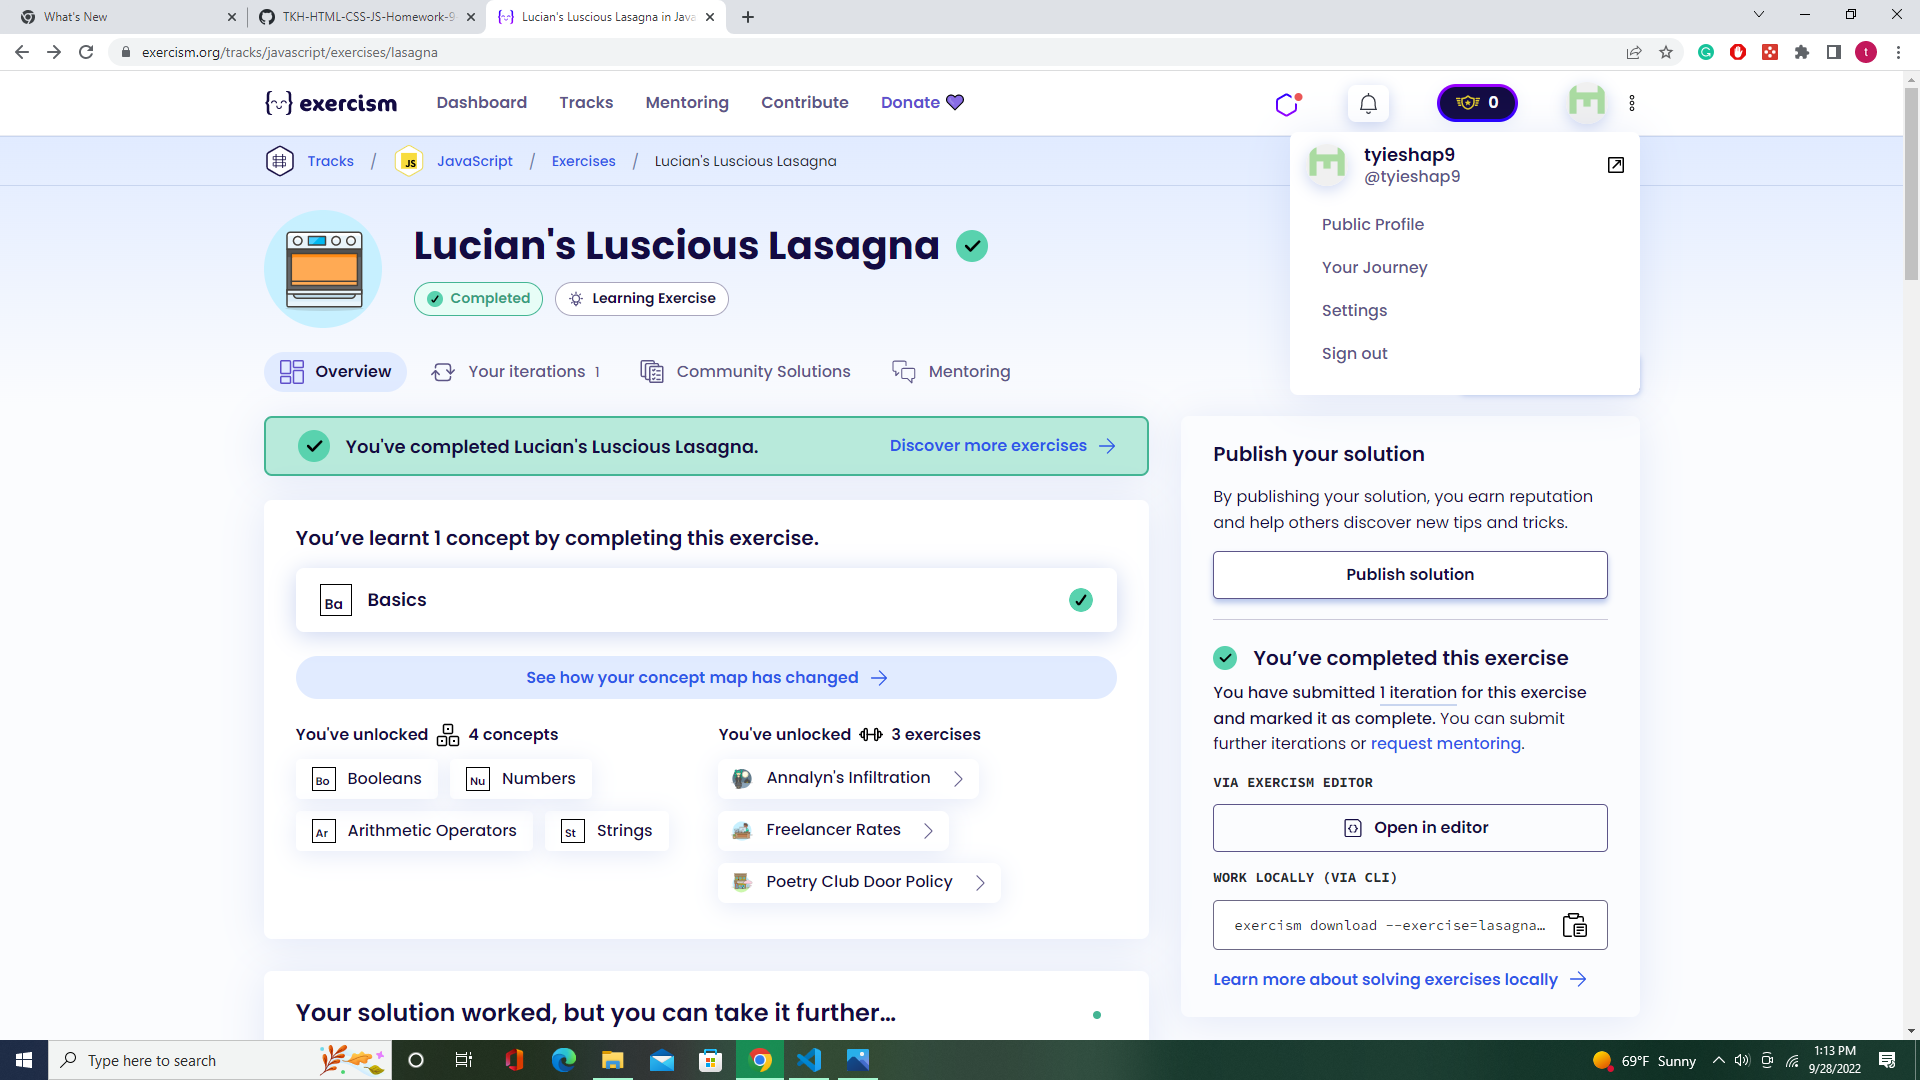 What's New
TKH-HTML-CSS-JS-Homework-9
Lucian's Luscious Lasagna in Java
exercism.org/tracks/javascript/exercises/lasagna
t
exercism
Dashboard
Tracks
Mentoring
Contribute
Donate
0
Tracks / JS JavaScript / Exercises / Lucian's Luscious Lasagna
tyieshap9
@tyieshap9
Public Profile
Your Journey
Settings
Sign out
Lucian's Luscious Lasagna
Completed
Learning Exercise
Overview
Your iterations 1
Community Solutions
Mentoring
You've completed Lucian's Luscious Lasagna.
Discover more exercises
You’ve learnt 1 concept by completing this exercise.
Ba Basics
See how your concept map has changed
You've unlocked 4 concepts
Bo Booleans
Nu Numbers
Ar Arithmetic Operators
St Strings
You've unlocked 3 exercises
Annalyn's Infiltration
Freelancer Rates
Poetry Club Door Policy
Your solution worked, but you can take it further…
Publish your solution
By publishing your solution, you earn reputation
and help others discover new tips and tricks.
Publish solution
You’ve completed this exercise
You have submitted 1 iteration for this exercise
and marked it as complete. You can submit
further iterations or request mentoring.
VIA EXERCISM EDITOR
Open in editor
WORK LOCALLY (VIA CLI)
exercism download --exercise=lasagna…
Learn more about solving exercises locally
Type here to search
69°F Sunny
1:13 PM
9/28/2022